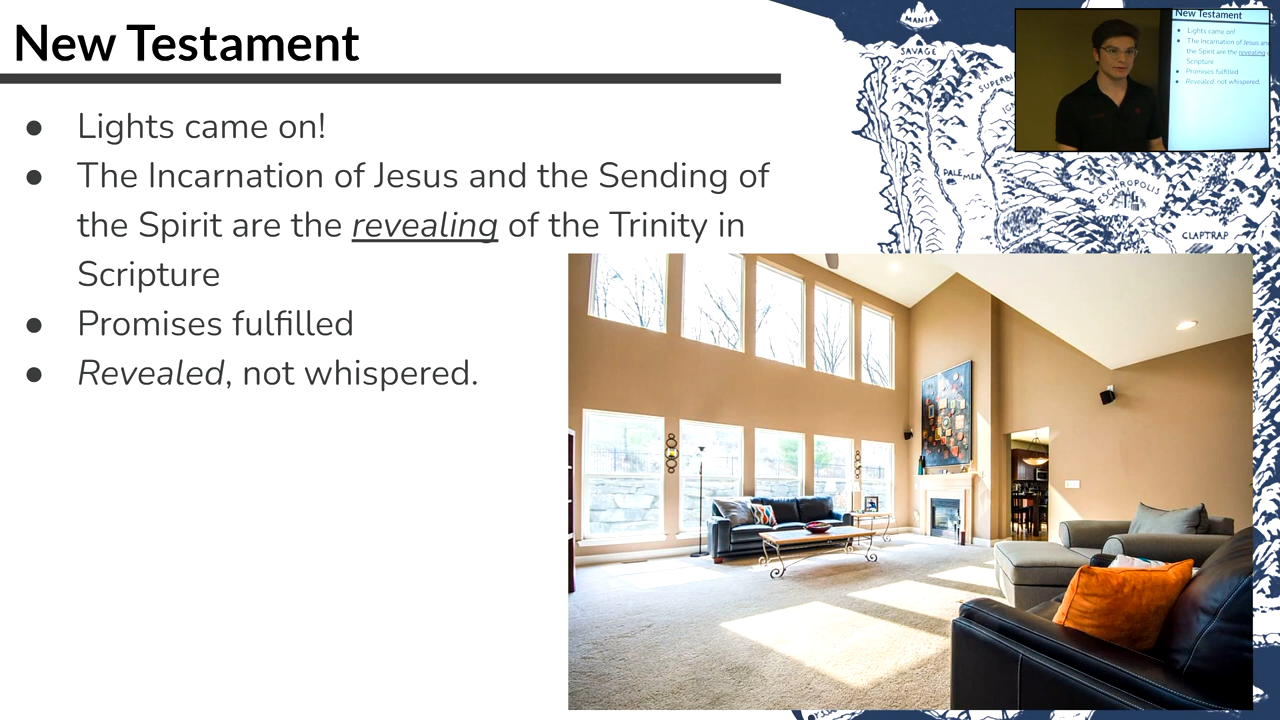 New Testament
● Lights came on!
● The Incarnation of Jesus and the Sending of
the Spirit are the revealing of the Trinity in
Scripture
● Promises fulfilled
● Revealed, not whispered.
MANIA
SAVAGE
PALE MEN
ESCHROPOLIS
CLAPTRAP
New Testament
● Lights came on!
● The Incarnation of Jesus and
the Spirit are the revealing
Scripture
● Promises fulfilled
● Revealed, not whispered.